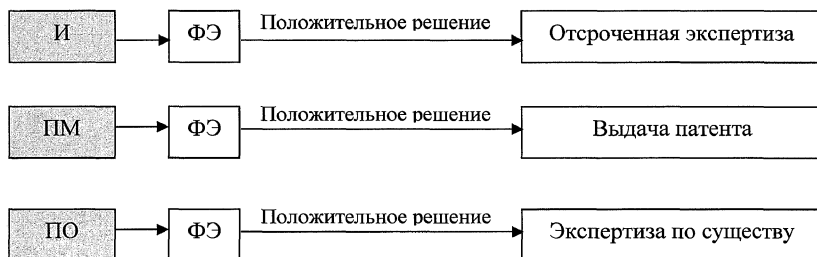 И ФЭ Положительное решение Отсроченная экспертиза
ПМ ФЭ Положительное решение Выдача патента
ПО ФЭ Положительное решение Экспертиза по существу